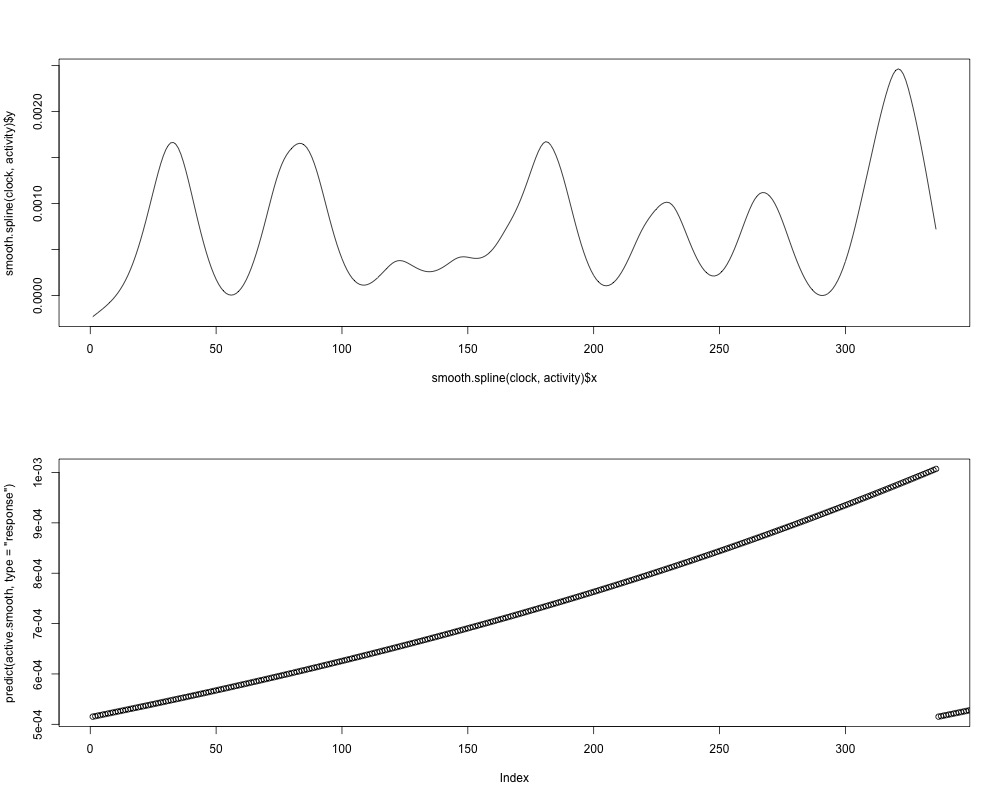 smooth.spline(clock, activity)$y
0.0020
0.0010
0.0000
0 50 100 150 200 250 300
smooth.spline(clock, activity)$x
predict(active.smooth, type = "response")
1e-03
9e-04
8e-04
7e-04
6e-04
5e-04
0 50 100 150 200 250 300
Index